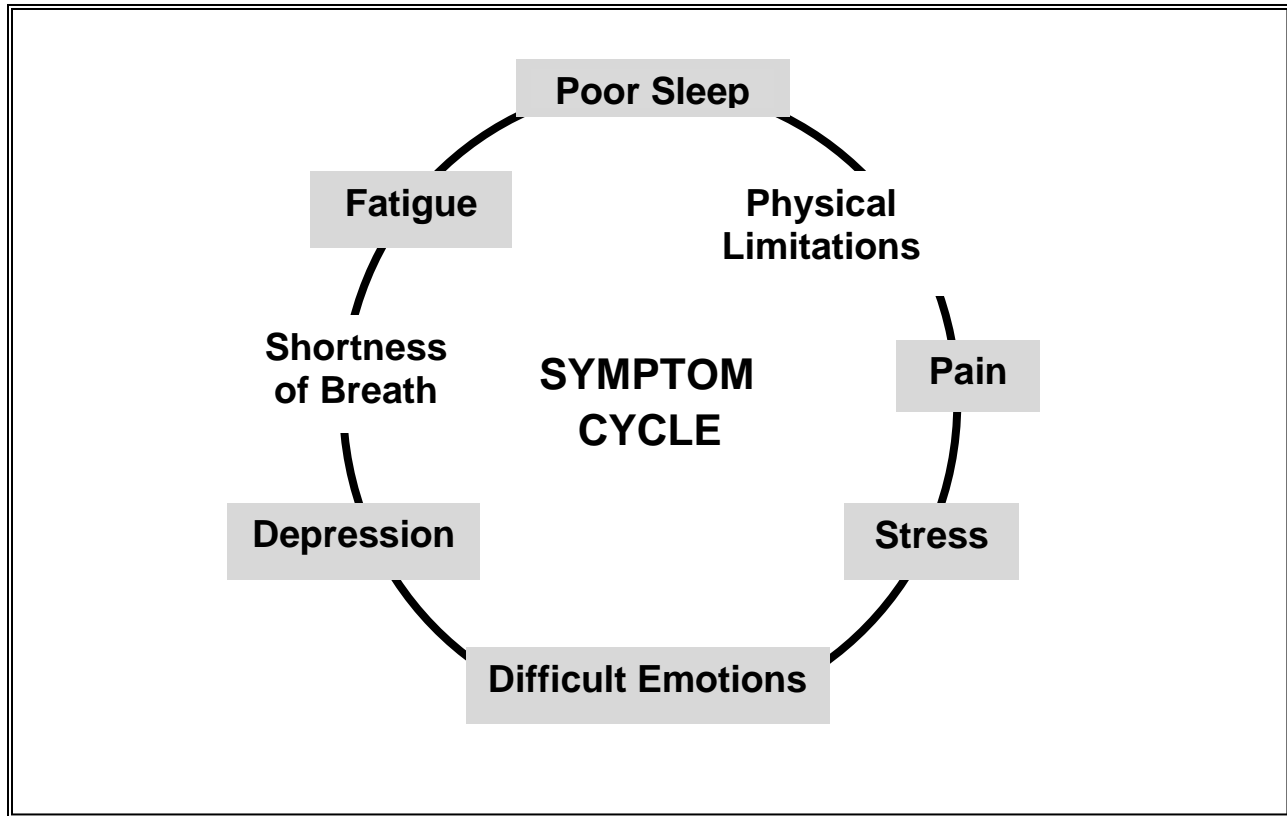 Poor Sleep
Fatigue
Physical
Limitations
Shortness
of Breath
SYMPTOM
CYCLE
Pain
Depression
Stress
Difficult Emotions